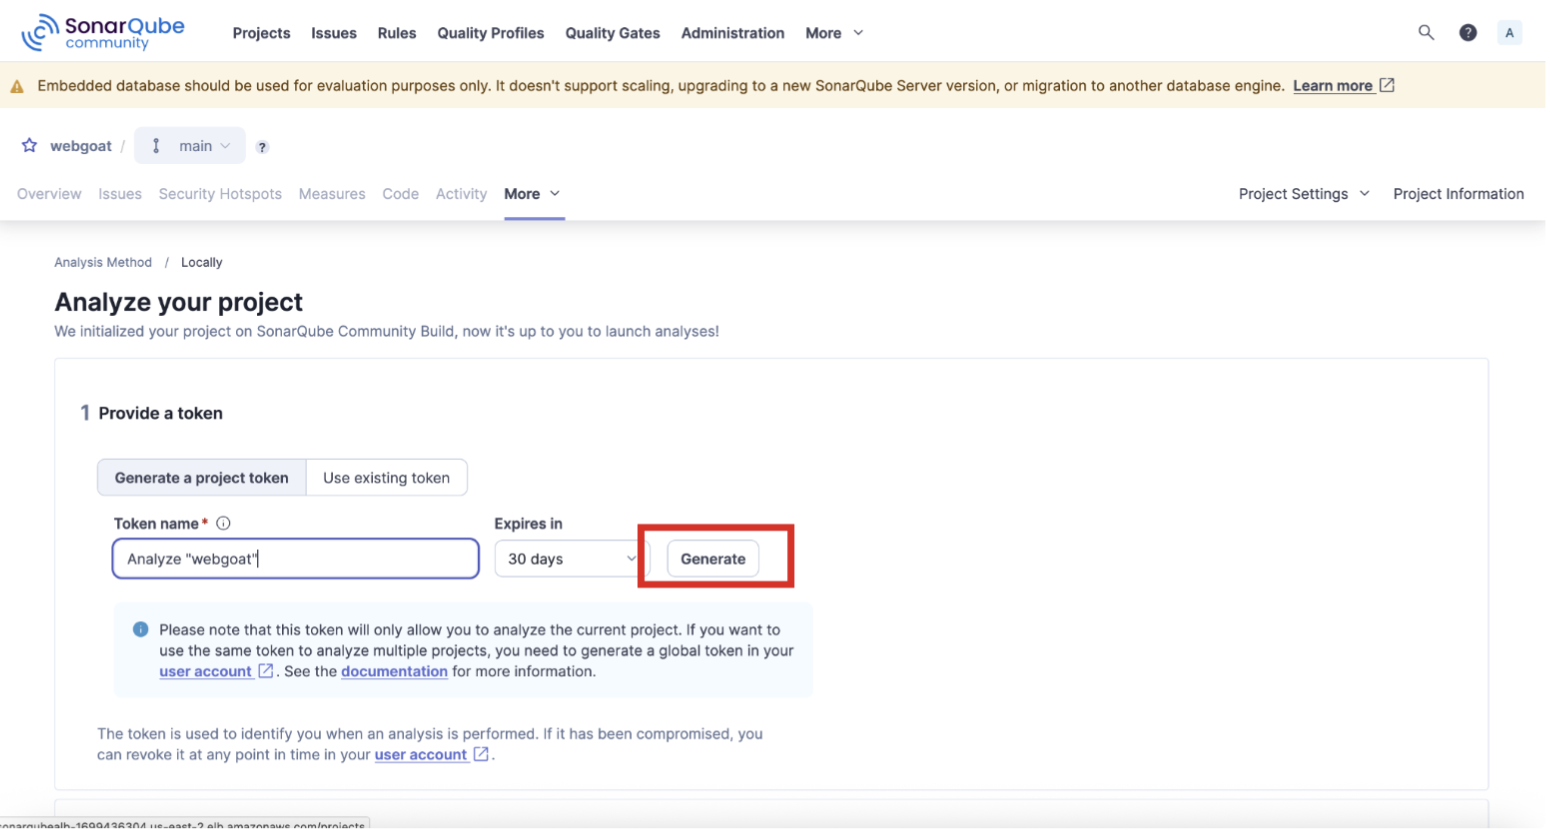 SonarQube community
Projects Issues Rules Quality Profiles Quality Gates Administration More ? A
Embedded database should be used for evaluation purposes only. It doesn't support scaling, upgrading to a new SonarQube Server version, or migration to another database engine. Learn more
webgoat / main ?
Overview Issues Security Hotspots Measures Code Activity More Project Settings Project Information
Analysis Method / Locally
Analyze your project
We initialized your project on SonarQube Community Build, now it's up to you to launch analyses!
1 Provide a token
Generate a project token Use existing token
Token name * Expires in
Analyze "webgoat" 30 days Generate
Please note that this token will only allow you to analyze the current project. If you want to
use the same token to analyze multiple projects, you need to generate a global token in your
user account . See the documentation for more information.
The token is used to identify you when an analysis is performed. If it has been compromised, you
can revoke it at any point in time in your user account .
sonarqubealb-1699436304.us-east-2.elb.amazonaws.com/projects